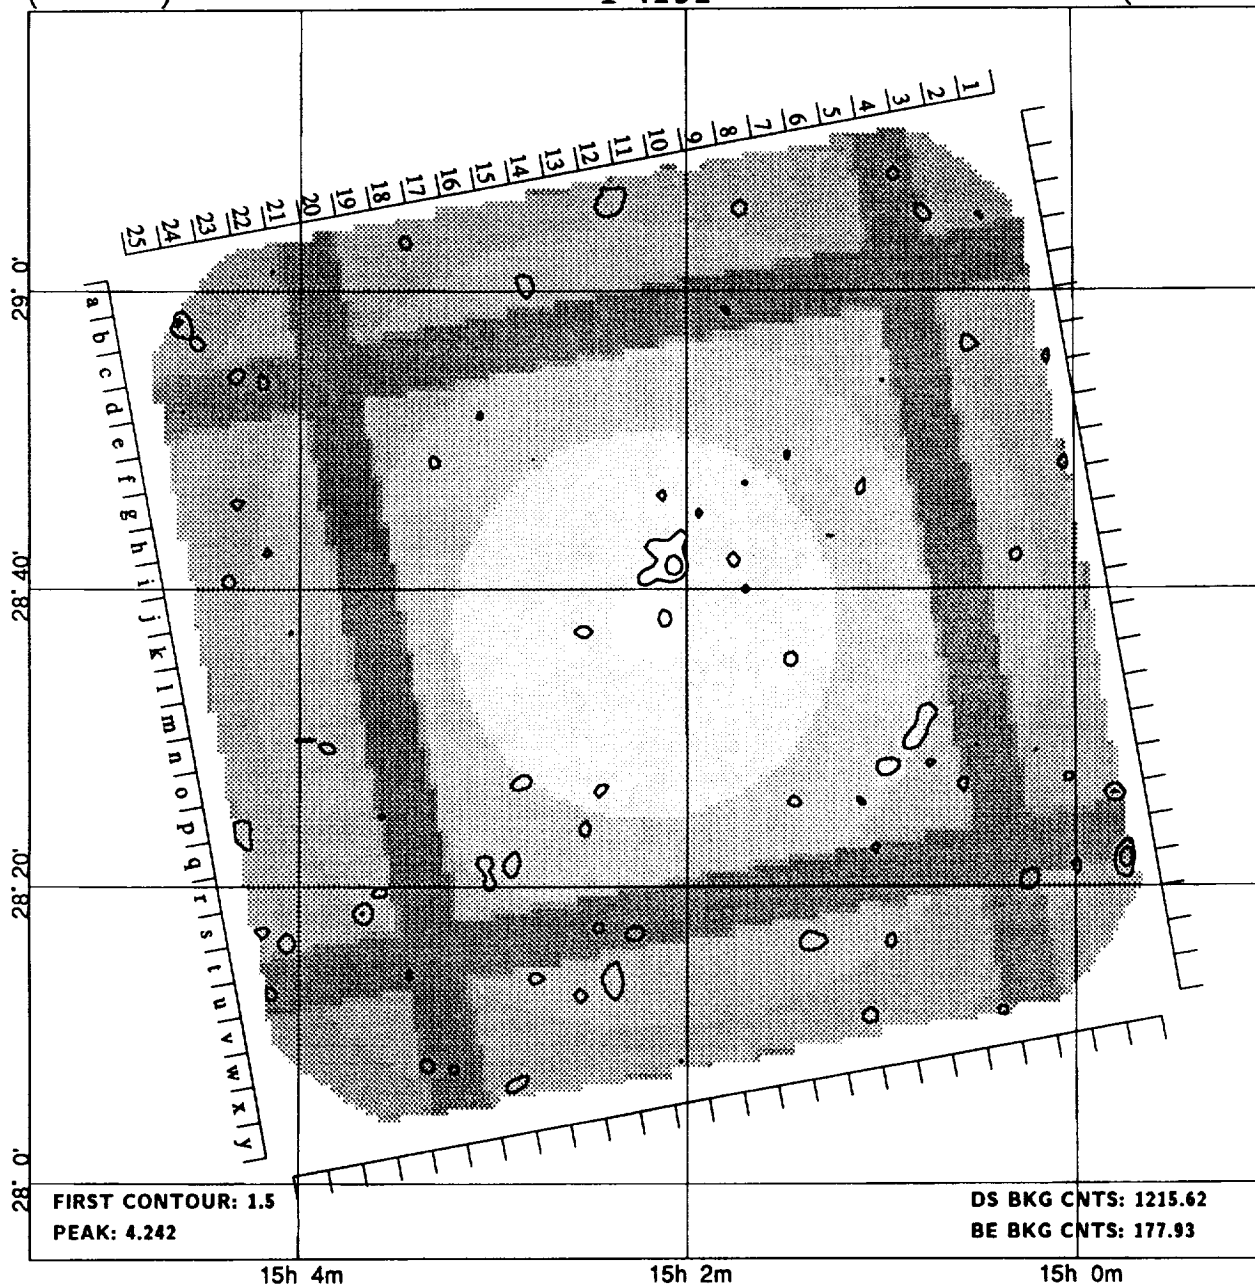 1 2 3 4 5 6 7 8 9 10 11 12 13 14 15 16 17 18 19 20 21 22 23 24 25
a b c d e f g h i j k l m n o p q r s t u v w x y
29° 0'
28° 40'
28° 20'
28° 0'
FIRST CONTOUR: 1.5
PEAK: 4.242
DS BKG CNTS: 1215.62
BE BKG CNTS: 177.93
15h 4m
15h 2m
15h 0m